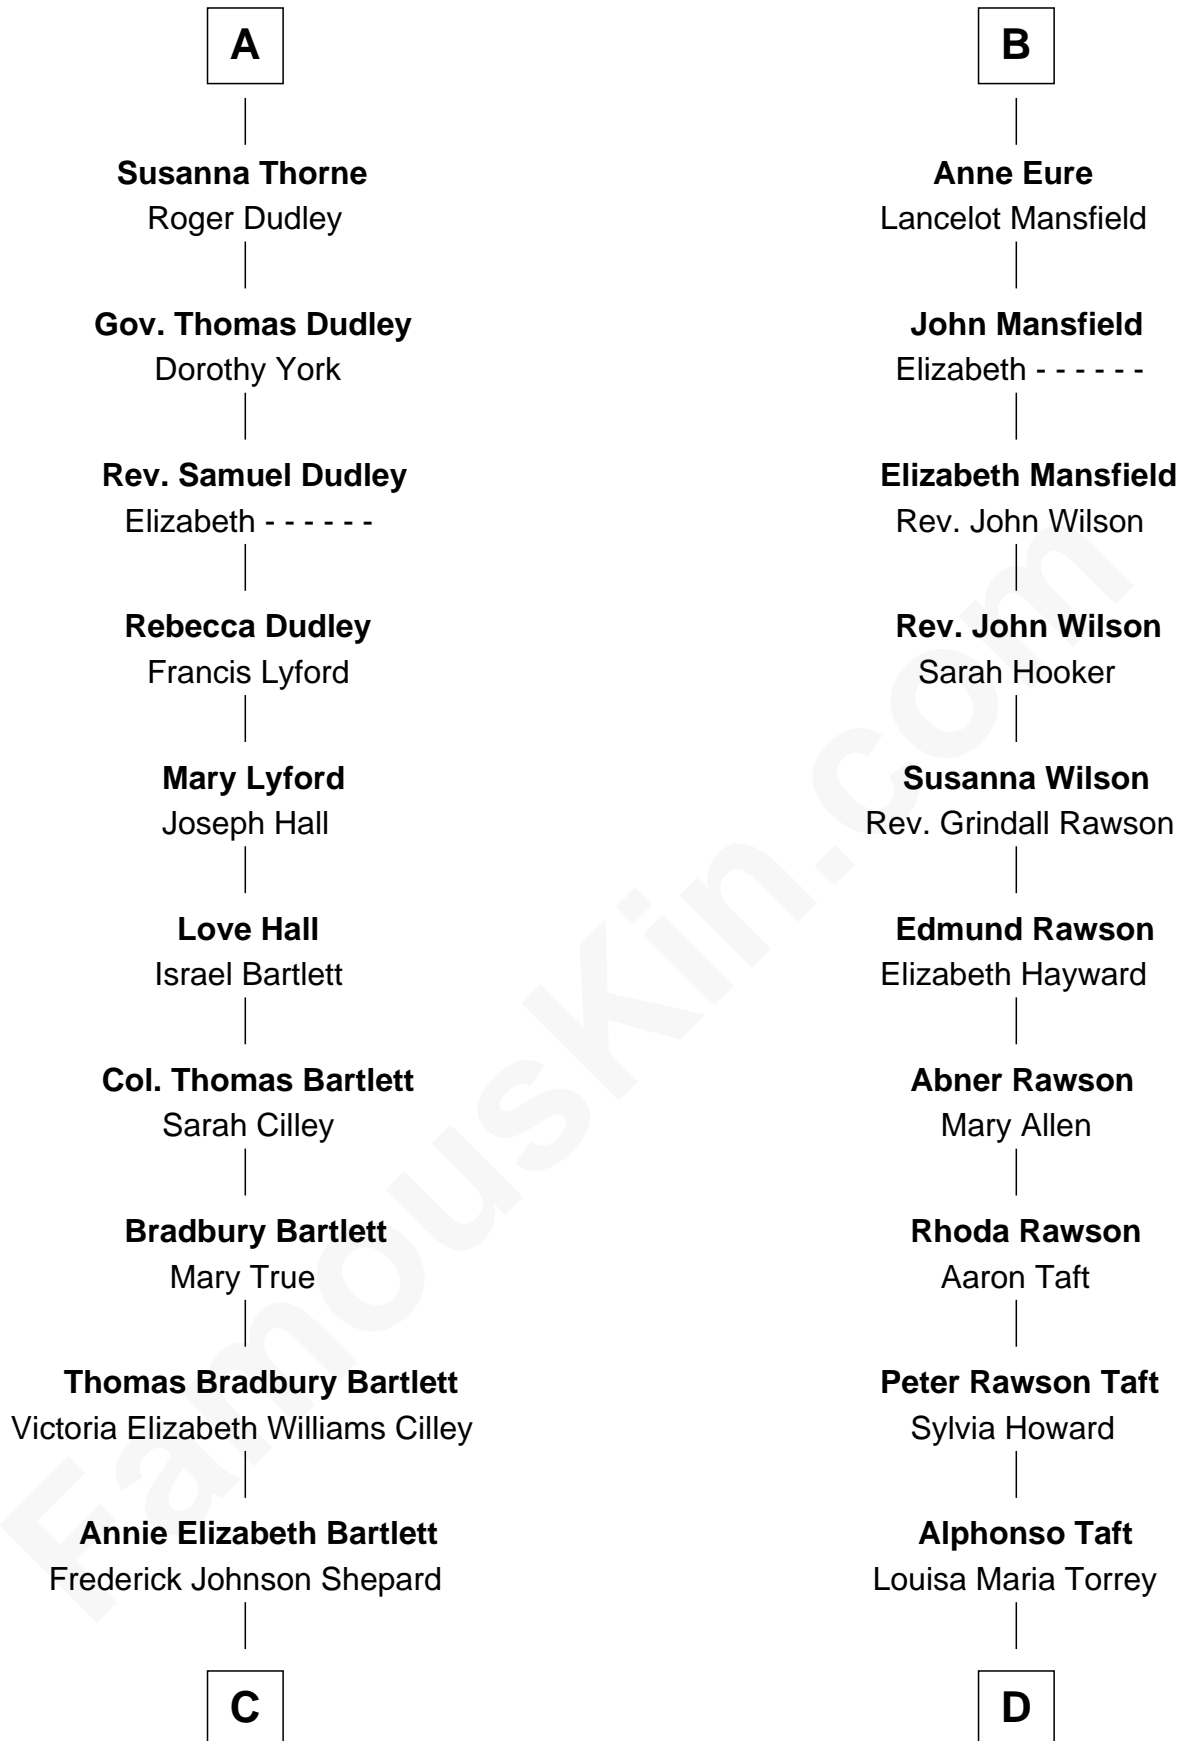 A
Susanna Thorne
Roger Dudley
Gov. Thomas Dudley
Dorothy York
Rev. Samuel Dudley
Elizabeth - - - - - -
Rebecca Dudley
Francis Lyford
Mary Lyford
Joseph Hall
Love Hall
Israel Bartlett
Col. Thomas Bartlett
Sarah Cilley
Bradbury Bartlett
Mary True
Thomas Bradbury Bartlett
Victoria Elizabeth Williams Cilley
Annie Elizabeth Bartlett
Frederick Johnson Shepard
C
B
Anne Eure
Lancelot Mansfield
John Mansfield
Elizabeth - - - - - -
Elizabeth Mansfield
Rev. John Wilson
Rev. John Wilson
Sarah Hooker
Susanna Wilson
Rev. Grindall Rawson
Edmund Rawson
Elizabeth Hayward
Abner Rawson
Mary Allen
Rhoda Rawson
Aaron Taft
Peter Rawson Taft
Sylvia Howard
Alphonso Taft
Louisa Maria Torrey
D
FamousKin.com